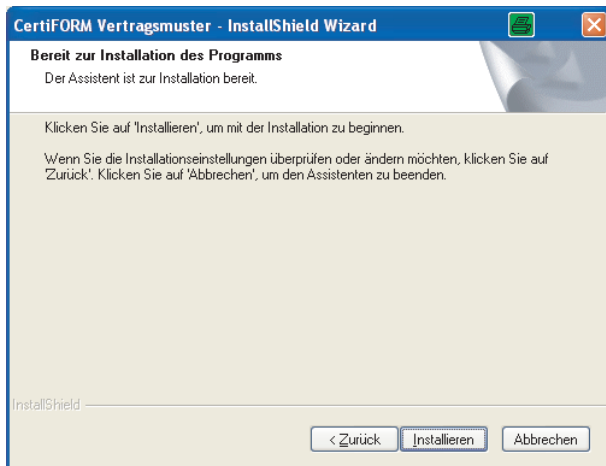 CertiFORM Vertragsmuster - InstallShield Wizard
Bereit zur Installation des Programms
Der Assistent ist zur Installation bereit.
Klicken Sie auf 'Installieren', um mit der Installation zu beginnen.
Wenn Sie die Installationseinstellungen überprüfen oder ändern möchten, klicken Sie auf
'Zurück'. Klicken Sie auf 'Abbrechen', um den Assistenten zu beenden.
InstallShield
< Zurück Installieren Abbrechen